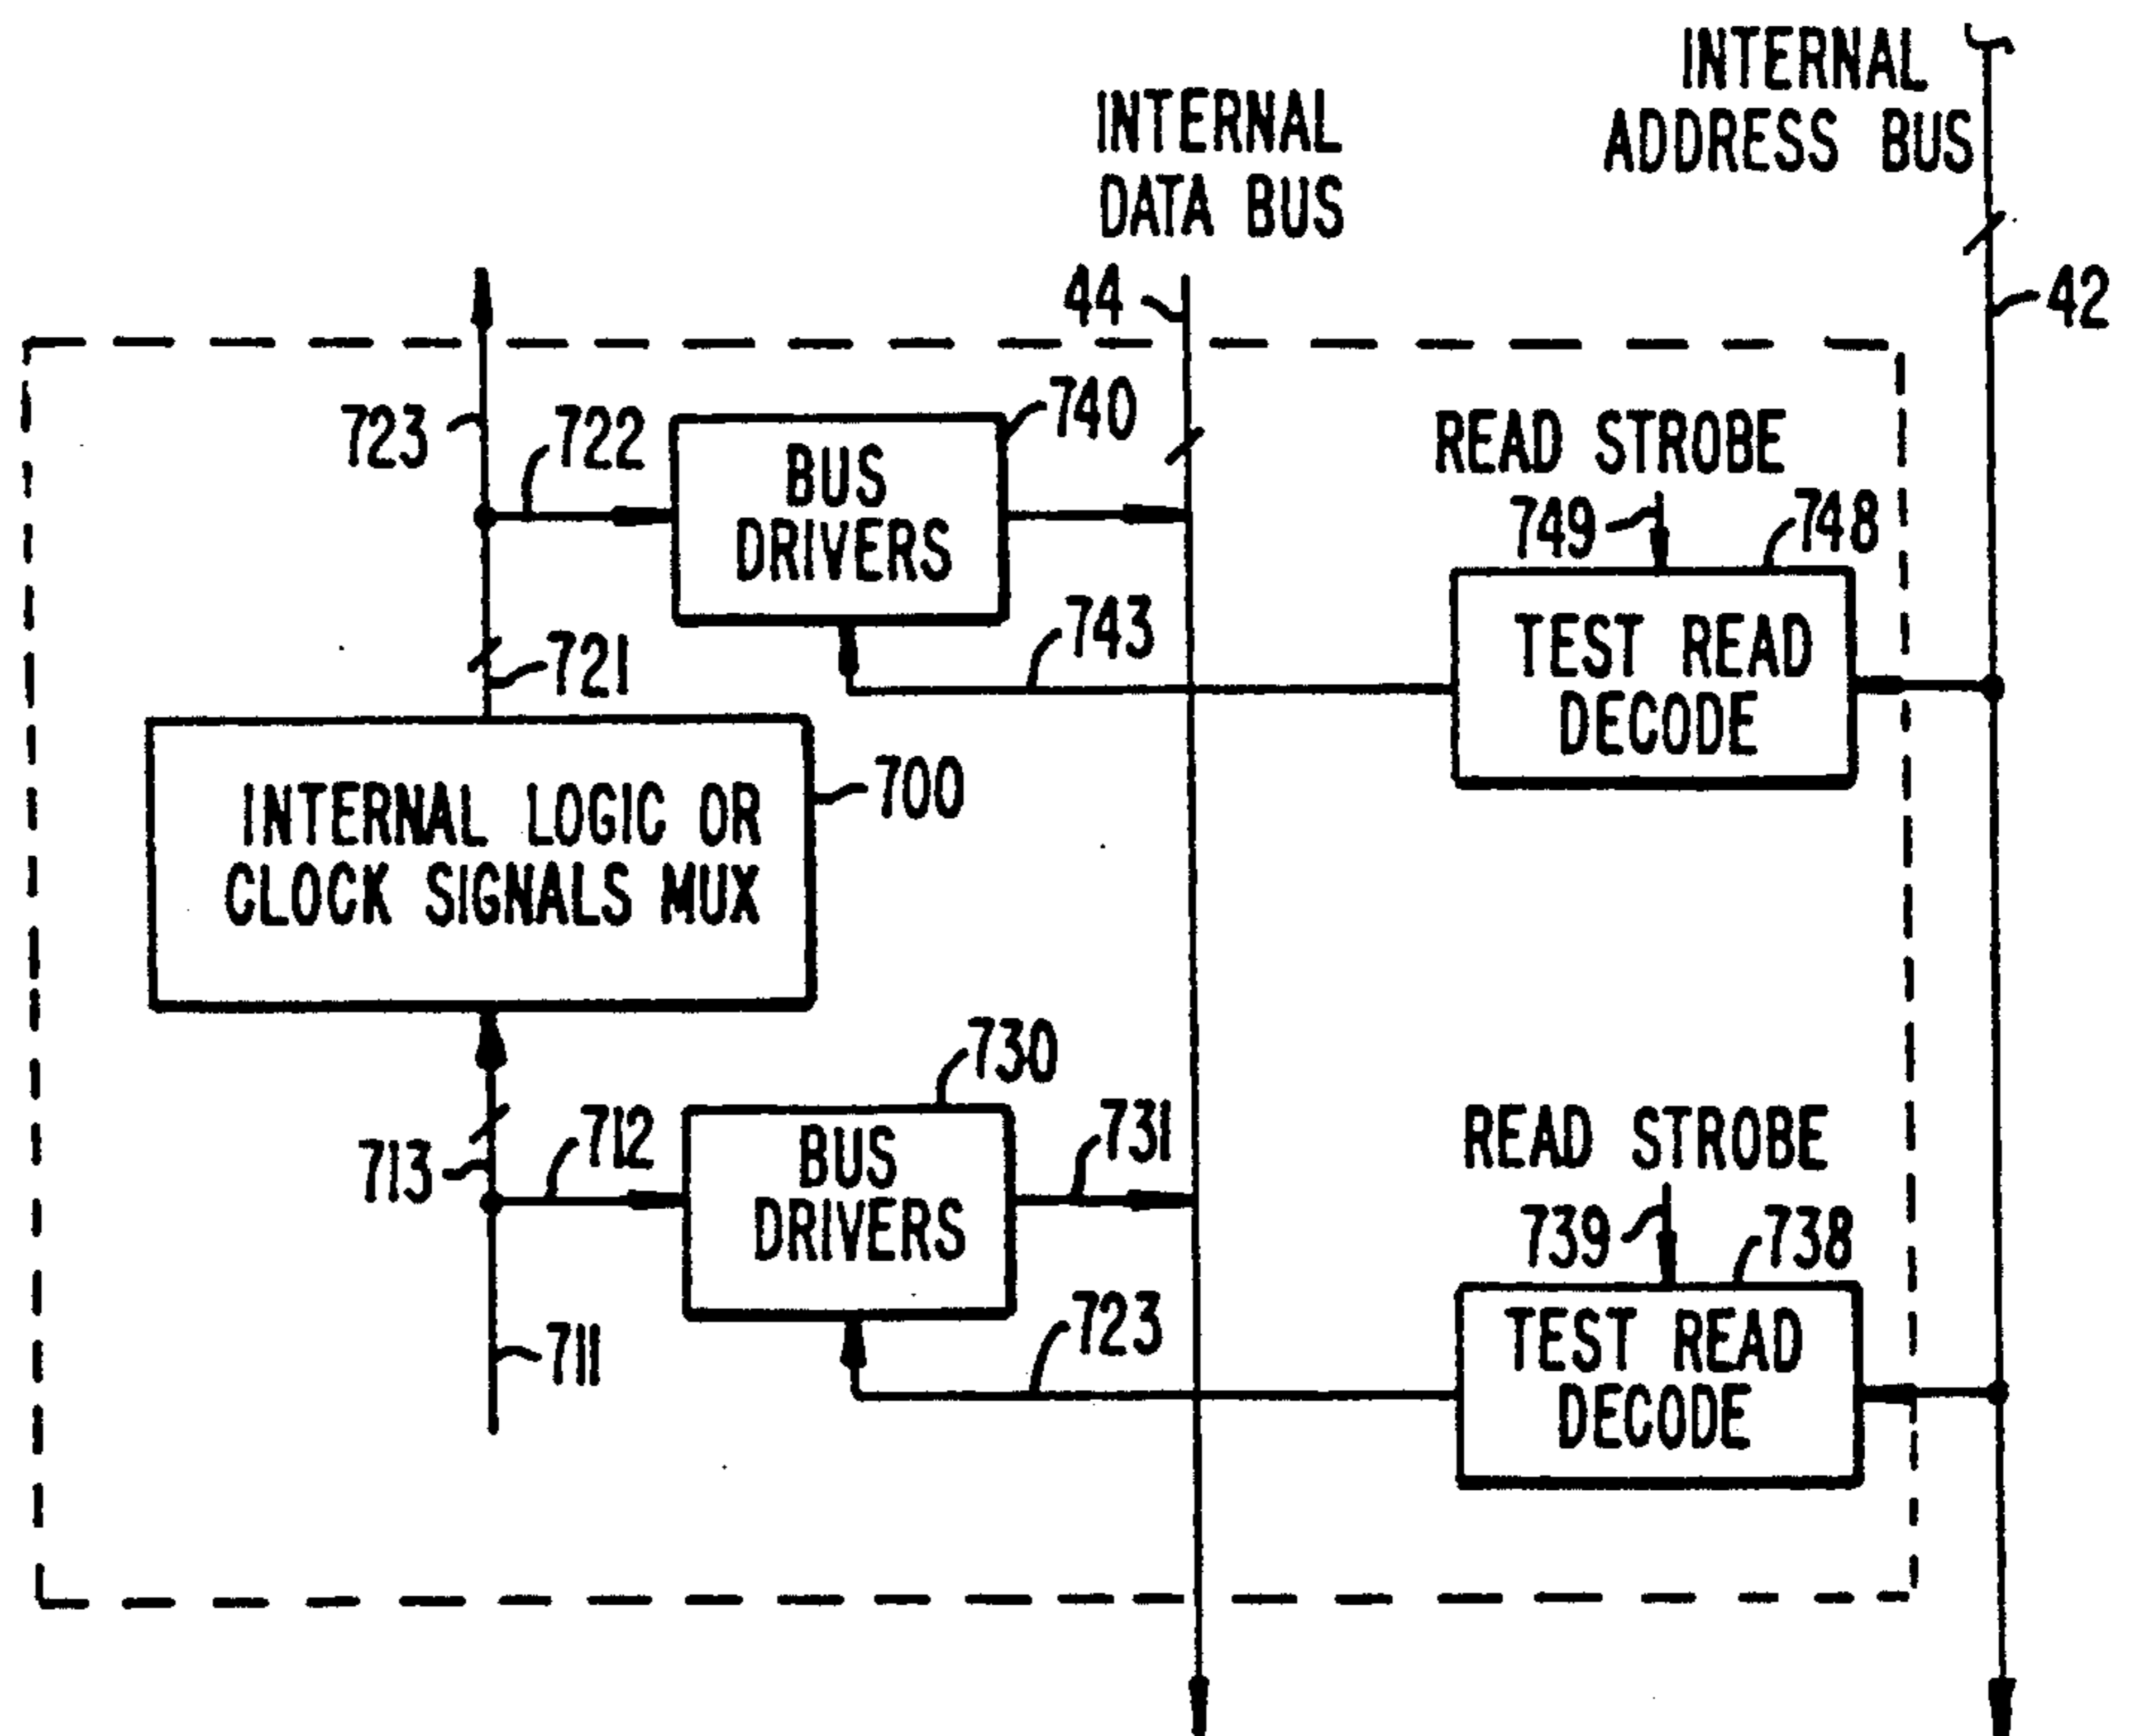 INTERNAL
ADDRESS BUS
INTERNAL
DATA BUS
44
42
723
722
740
BUS
DRIVERS
READ STROBE
749
748
743
TEST READ
DECODE
721
INTERNAL LOGIC OR
CLOCK SIGNALS MUX
700
730
713
712
BUS
DRIVERS
731
READ STROBE
739
738
723
TEST READ
DECODE
711